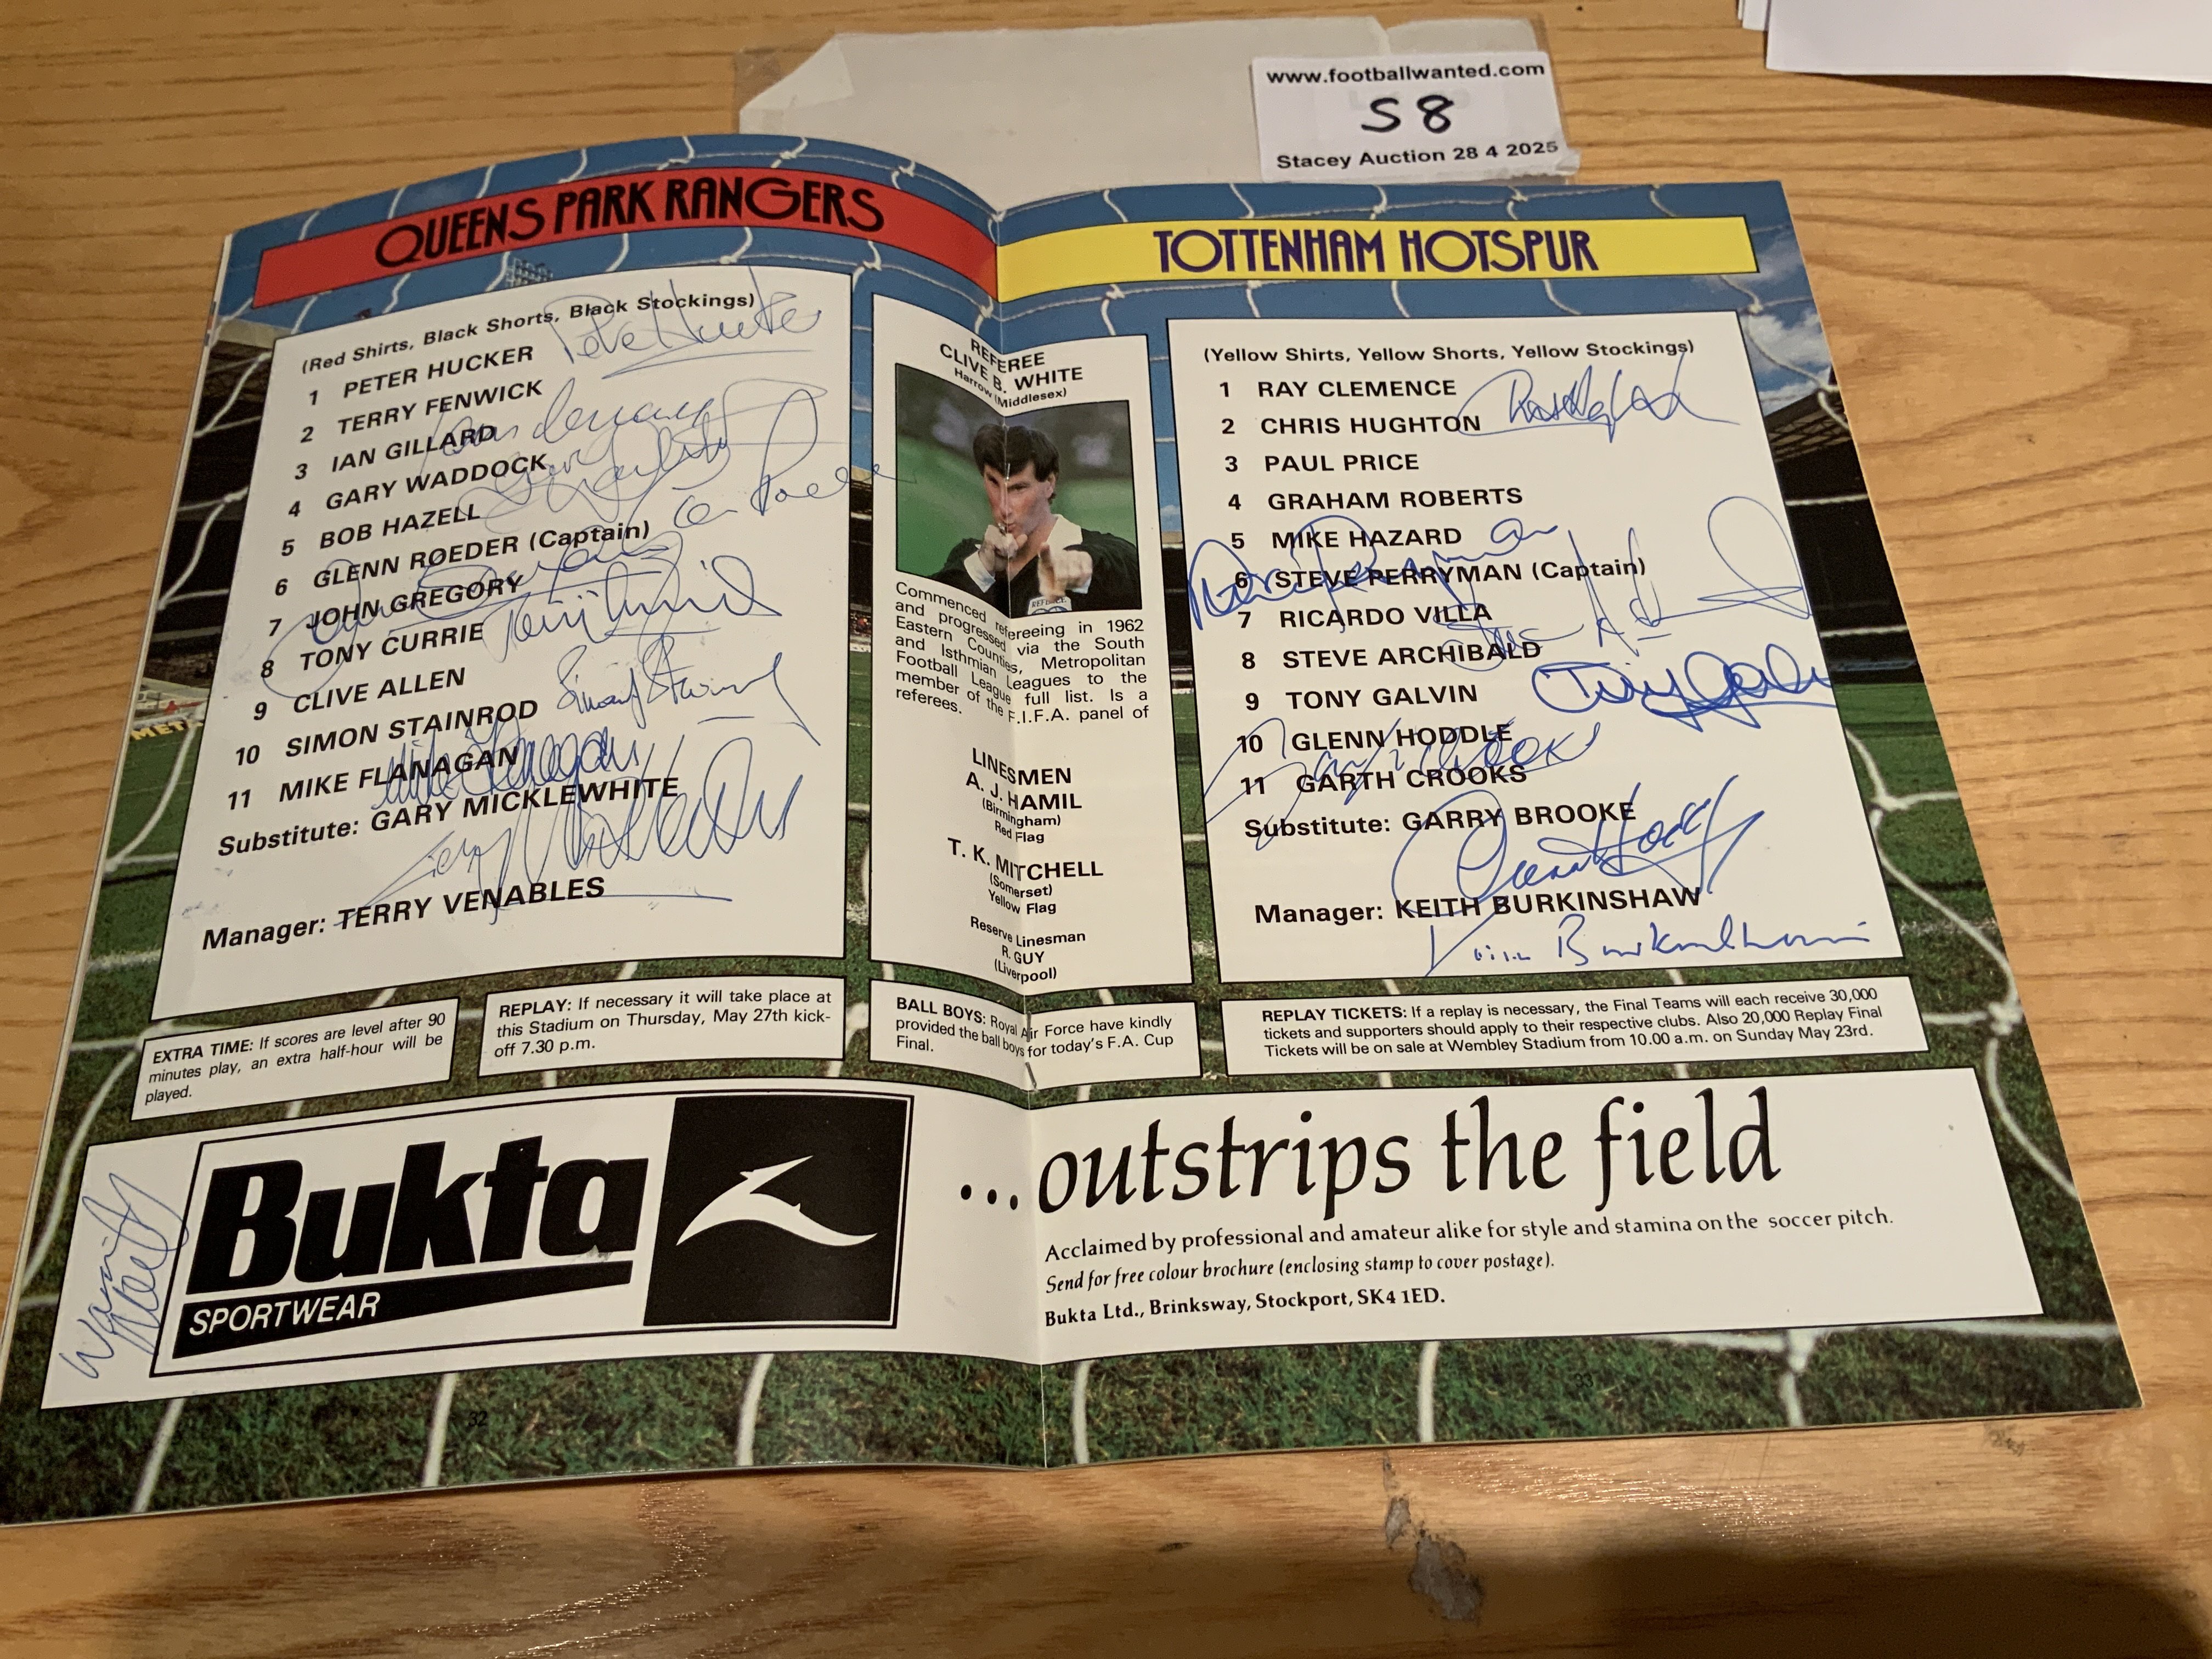 www.footballwanted.com
S8
Stacey Auction 28 4 2025
QUEENS PARK RANGERS
(Red Shirts, Black Shorts, Black Stockings)
1 PETER HUCKER
Pete Hucker
2 TERRY FENWICK
3 IAN GILLARD
4 GARY WADDOCK
5 BOB HAZELL
6 GLENN ROEDER (Captain)
7 JOHN GREGORY
8 TONY CURRIE
9 CLIVE ALLEN
10 SIMON STAINROD
Simon Stainrod
11 MIKE FLANAGAN
Mike Flanagan
Substitute: GARY MICKLEWHITE
Manager: TERRY VENABLES
REFEREE
CLIVE B. WHITE
Harrow (Middlesex)
REFEREE
Commenced refereeing in 1962
and progressed via the South
Eastern Counties, Metropolitan
and Isthmian Leagues to the
Football League full list. Is a
member of the F.I.F.A. panel of
referees.
LINESMEN
A. J. HAMIL
(Birmingham)
Red Flag
T. K. MITCHELL
(Somerset)
Yellow Flag
Reserve Linesman
R. GUY
(Liverpool)
TOTTENHAM HOTSPUR
(Yellow Shirts, Yellow Shorts, Yellow Stockings)
1 RAY CLEMENCE
2 CHRIS HUGHTON
3 PAUL PRICE
4 GRAHAM ROBERTS
5 MIKE HAZARD
6 STEVE PERRYMAN (Captain)
7 RICARDO VILLA
8 STEVE ARCHIBALD
9 TONY GALVIN
Tony Galvin
10 GLENN HODDLE
11 GARTH CROOKS
Substitute: GARRY BROOKE
Glenn Hoddle
Manager: KEITH BURKINSHAW
Keith Burkinshaw
EXTRA TIME: If scores are level after 90
minutes play, an extra half-hour will be
played.
REPLAY: If necessary it will take place at
this Stadium on Thursday, May 27th kick-
off 7.30 p.m.
BALL BOYS: Royal Air Force have kindly
provided the ball boys for today's F.A. Cup
Final.
REPLAY TICKETS: If a replay is necessary, the Final Teams will each receive 30,000
tickets and supporters should apply to their respective clubs. Also 20,000 Replay Final
Tickets will be on sale at Wembley Stadium from 10.00 a.m. on Sunday May 23rd.
Bukta
SPORTWEAR
...outstrips the field
Acclaimed by professional and amateur alike for style and stamina on the soccer pitch.
Send for free colour brochure (enclosing stamp to cover postage).
Bukta Ltd., Brinksway, Stockport, SK4 1ED.
32
33